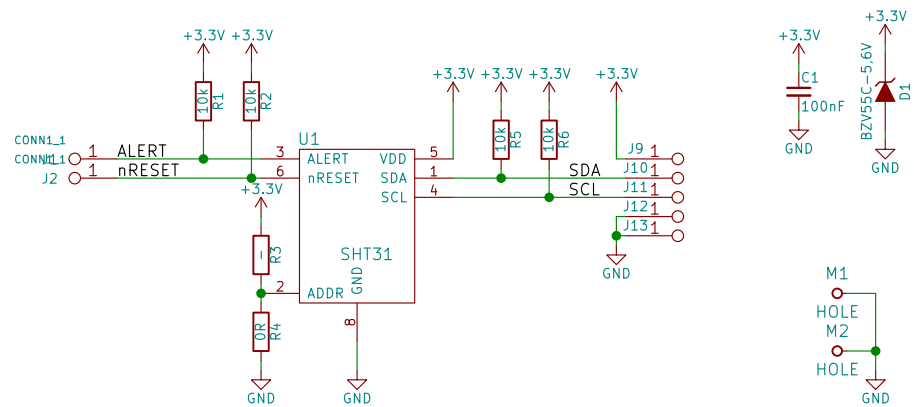 +3.3V
+3.3V
10k
R1
10k
R2
CONN1_1
CONN1_1
J2
1
1
ALERT
nRESET
U1
3
ALERT
6
nRESET
2
ADDR
SHT31
GND
8
VDD
5
SDA
1
SCL
4
+3.3V
-
R3
0R
R4
GND
GND
+3.3V
+3.3V
+3.3V
10k
R5
10k
R6
+3.3V
SDA
SCL
J9
1
J10
1
J11
1
J12
1
J13
1
GND
+3.3V
C1
100nF
GND
+3.3V
BZV55C-5,6V
D1
GND
M1
HOLE
M2
HOLE
GND